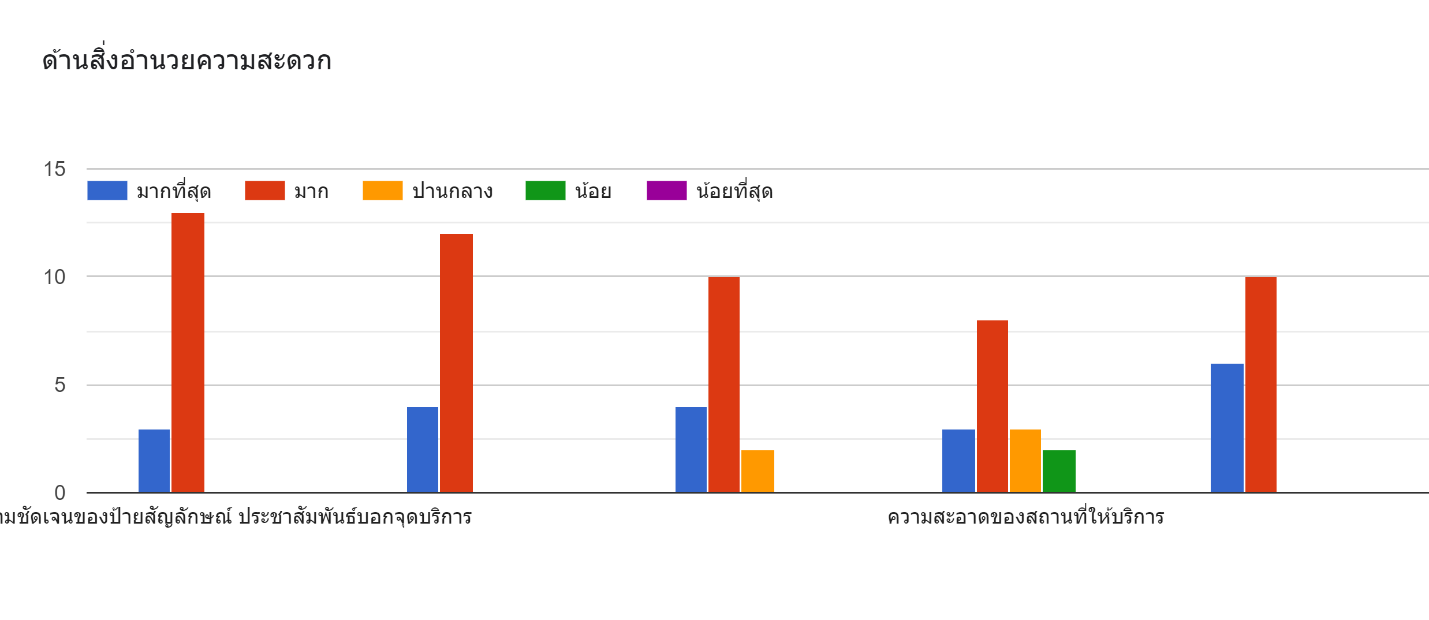 ด้านสิ่งอำนวยความสะดวก
15
มากที่สุด มาก ปานกลาง น้อย น้อยที่สุด
10
5
0
ชัดเจนของป้ายสัญลักษณ์ ประชาสัมพันธ์บอกจุดบริการ ความสะอาดของสถานที่ให้บริการ